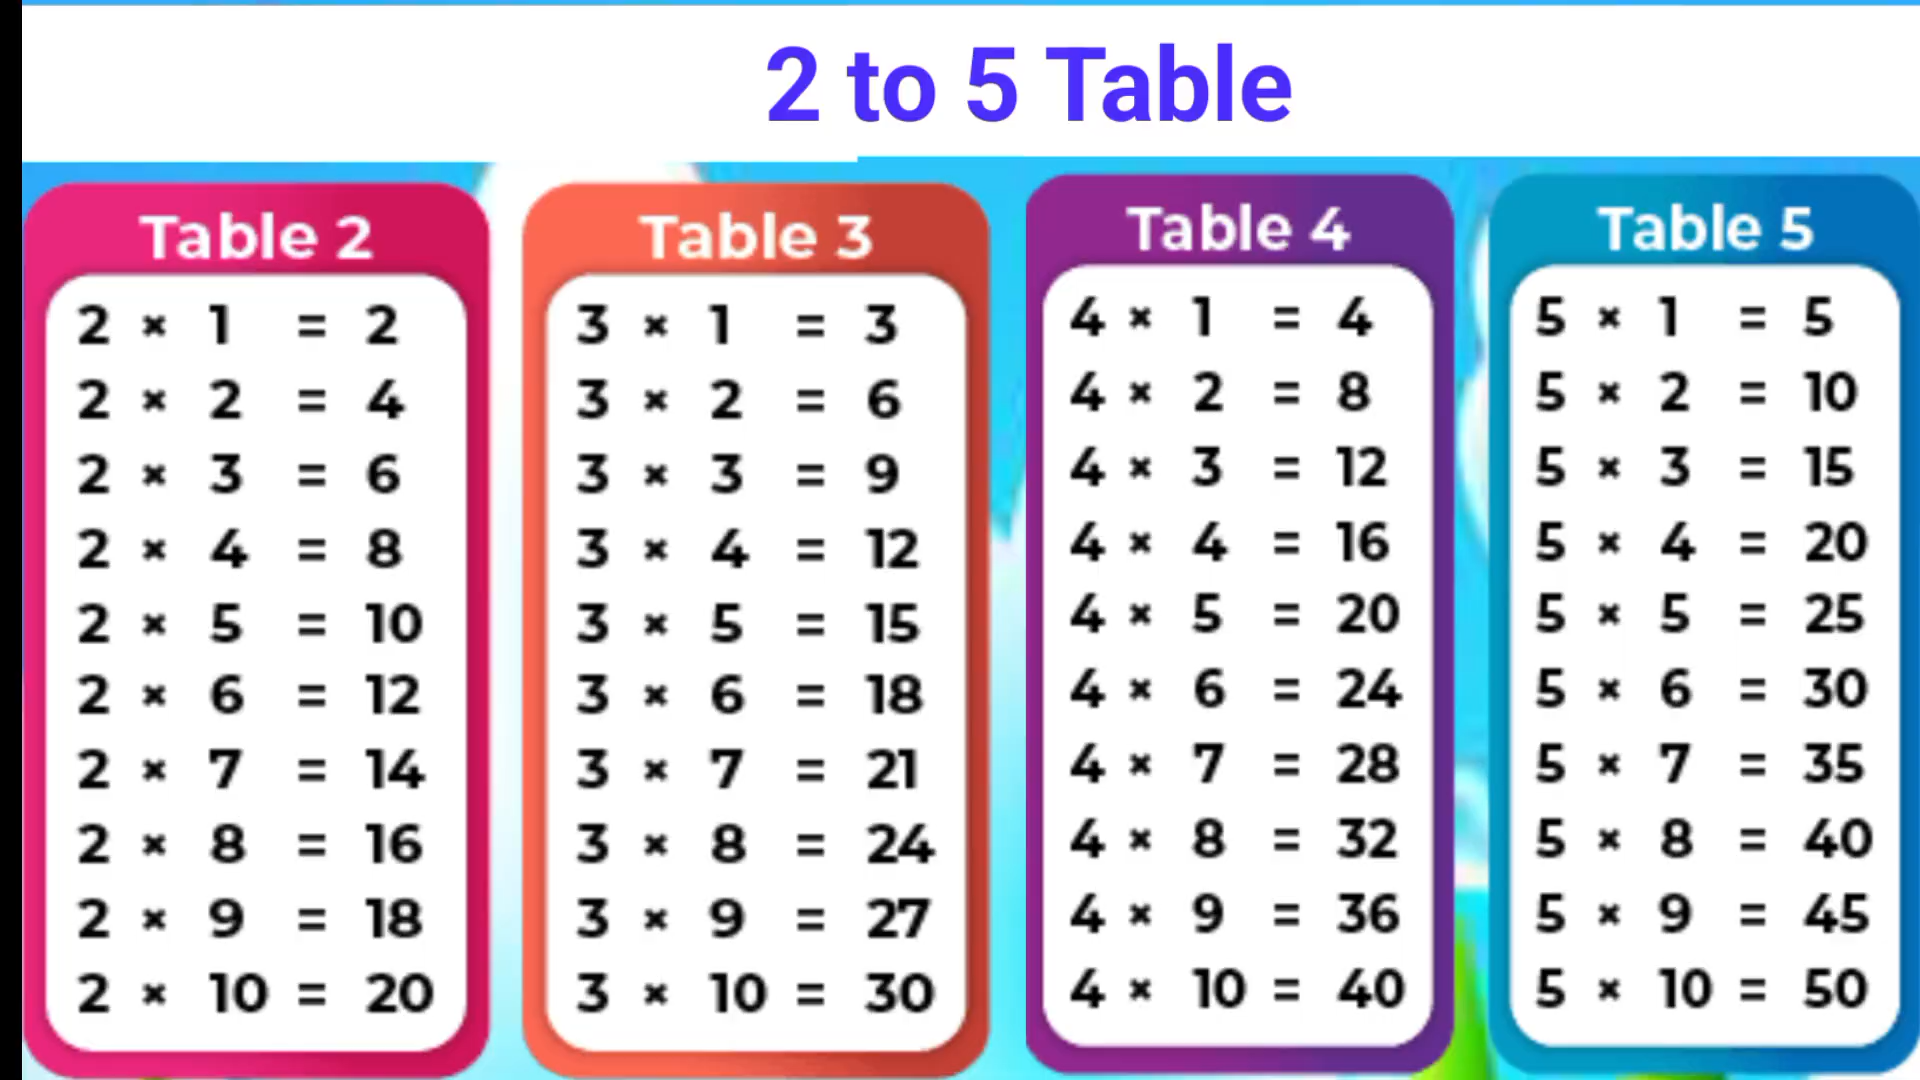 2 to 5 Table
Table 2
2 × 1 = 2
2 × 2 = 4
2 × 3 = 6
2 × 4 = 8
2 × 5 = 10
2 × 6 = 12
2 × 7 = 14
2 × 8 = 16
2 × 9 = 18
2 × 10 = 20
Table 3
3 × 1 = 3
3 × 2 = 6
3 × 3 = 9
3 × 4 = 12
3 × 5 = 15
3 × 6 = 18
3 × 7 = 21
3 × 8 = 24
3 × 9 = 27
3 × 10 = 30
Table 4
4 × 1 = 4
4 × 2 = 8
4 × 3 = 12
4 × 4 = 16
4 × 5 = 20
4 × 6 = 24
4 × 7 = 28
4 × 8 = 32
4 × 9 = 36
4 × 10 = 40
Table 5
5 × 1 = 5
5 × 2 = 10
5 × 3 = 15
5 × 4 = 20
5 × 5 = 25
5 × 6 = 30
5 × 7 = 35
5 × 8 = 40
5 × 9 = 45
5 × 10 = 50